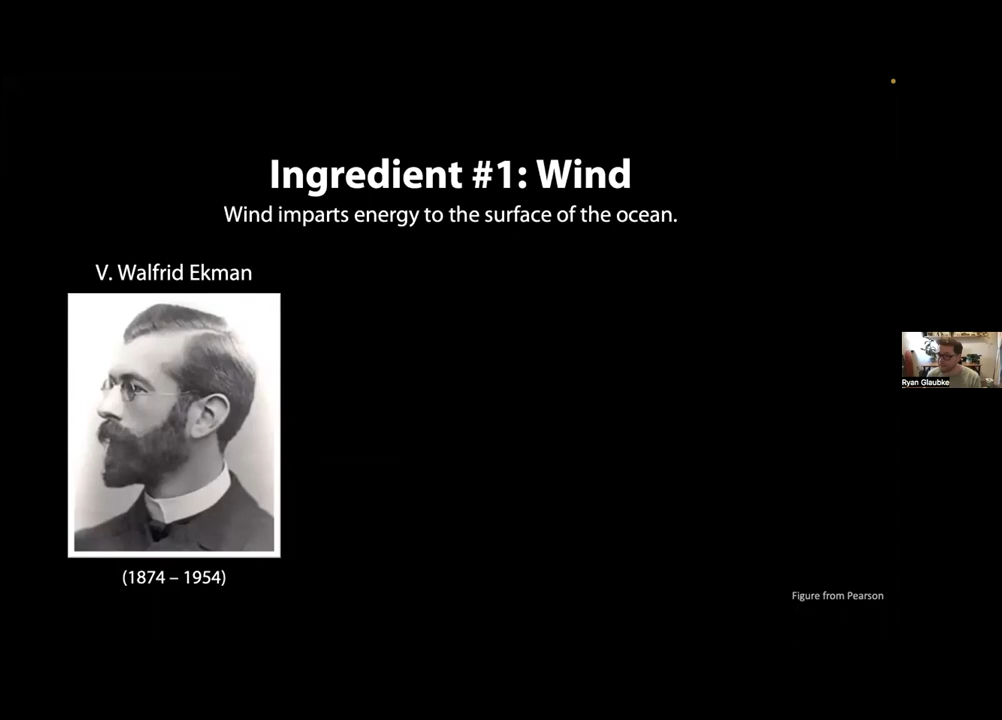 Ingredient #1: Wind
Wind imparts energy to the surface of the ocean.
V. Walfrid Ekman
(1874 – 1954)
Figure from Pearson
Ryan Glaubke